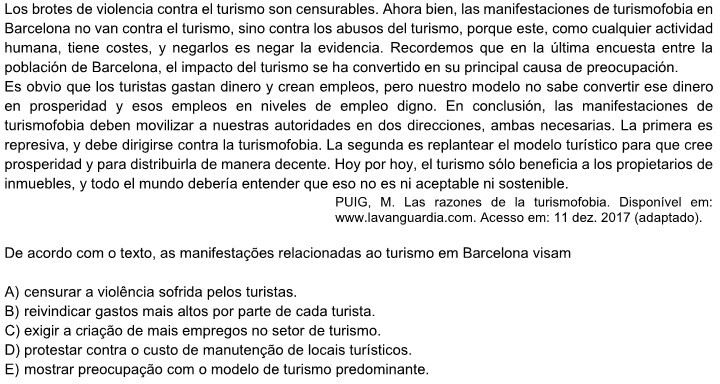 Los brotes de violencia contra el turismo son censurables. Ahora bien, las manifestaciones de turismofobia en
Barcelona no van contra el turismo, sino contra los abusos del turismo, porque este, como cualquier actividad
humana, tiene costes, y negarlos es negar la evidencia. Recordemos que en la última encuesta entre la
población de Barcelona, el impacto del turismo se ha convertido en su principal causa de preocupación.
Es obvio que los turistas gastan dinero y crean empleos, pero nuestro modelo no sabe convertir ese dinero
en prosperidad y esos empleos en niveles de empleo digno. En conclusión, las manifestaciones de
turismofobia deben movilizar a nuestras autoridades en dos direcciones, ambas necesarias. La primera es
represiva, y debe dirigirse contra la turismofobia. La segunda es replantear el modelo turístico para que cree
prosperidad y para distribuirla de manera decente. Hoy por hoy, el turismo sólo beneficia a los propietarios de
inmuebles, y todo el mundo debería entender que eso no es ni aceptable ni sostenible.
PUIG, M. Las razones de la turismofobia. Disponível em:
www.lavanguardia.com. Acesso em: 11 dez. 2017 (adaptado).
De acordo com o texto, as manifestações relacionadas ao turismo em Barcelona visam
A) censurar a violência sofrida pelos turistas.
B) reivindicar gastos mais altos por parte de cada turista.
C) exigir a criação de mais empregos no setor de turismo.
D) protestar contra o custo de manutenção de locais turísticos.
E) mostrar preocupação com o modelo de turismo predominante.